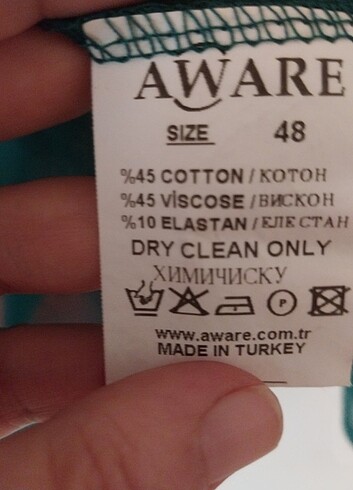 AWARE
SIZE 48
%45 COTTON / КОТОН
%45 VİSCOSE / ВИСКОН
%10 ELASTAN / ЕЛЕСТАН
DRY CLEAN ONLY
ХИМИЧИСКУ
P
www.aware.com.tr
MADE IN TURKEY